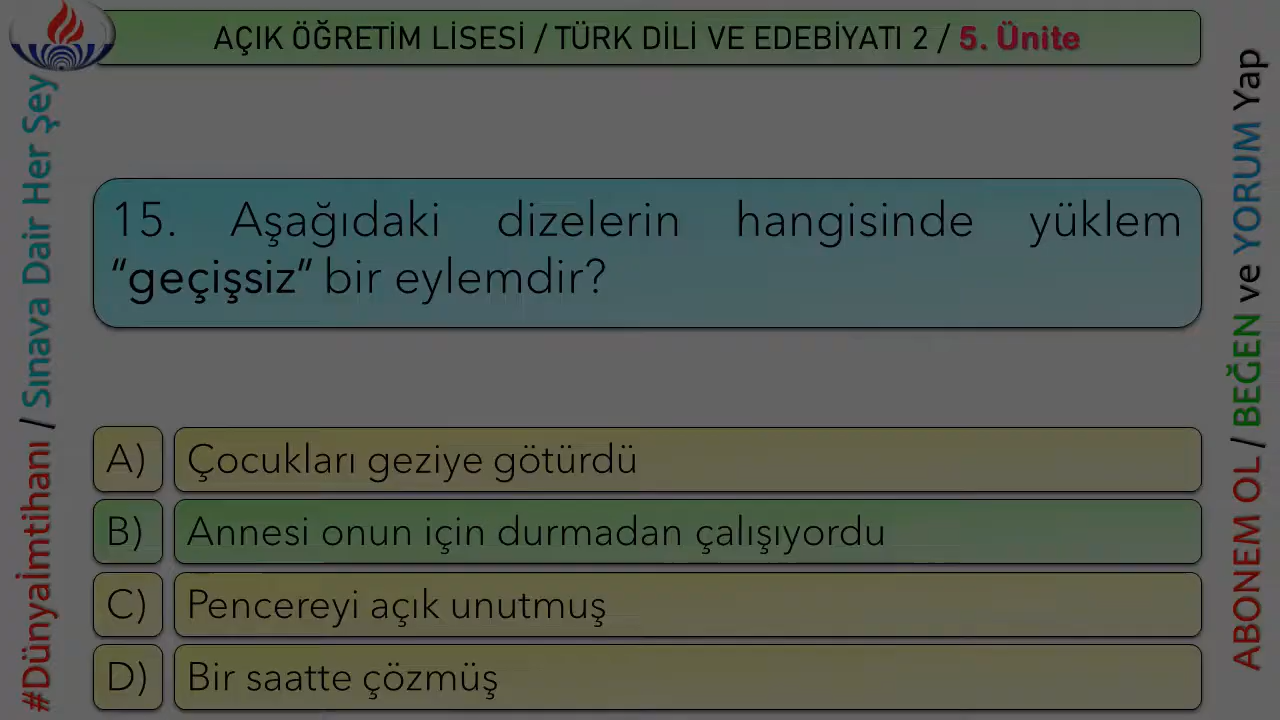 AÇIK ÖĞRETİM LİSESİ / TÜRK DİLİ VE EDEBİYATI 2 / 5. Ünite
#Dünyaimtihanı / Sınava Dair Her Şey
15. Aşağıdaki dizelerin hangisinde yüklem
“geçişsiz” bir eylemdir?
A) Çocukları geziye götürdü
B) Annesi onun için durmadan çalışıyordu
C) Pencereyi açık unutmuş
D) Bir saatte çözmüş
ABONEM OL / BEĞEN ve YORUM Yap